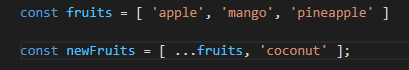 const fruits = [ 'apple', 'mango', 'pineapple' ]
const newFruits = [ ...fruits, 'coconut' ];